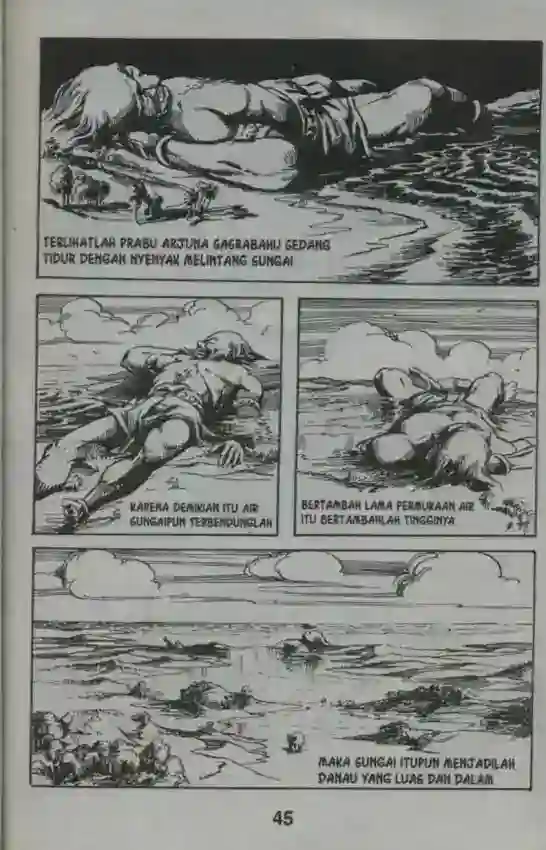 TERLIHATLAH PRABU ARJUNA SASRABAHU SEDANG
TIDUR DENGAN NYENYAK MELINTANG SUNGAI
KARENA DEMIKIAN ITU AIR
SUNGAIPUN TERBENDUNGLAH
BERTAMBAH LAMA PERMUKAAN AIR
ITU BERTAMBAHLAH TINGGINYA
MAKA SUNGAI ITUPUN MENJADILAH
DANAU YANG LUAS DAN DALAM
45